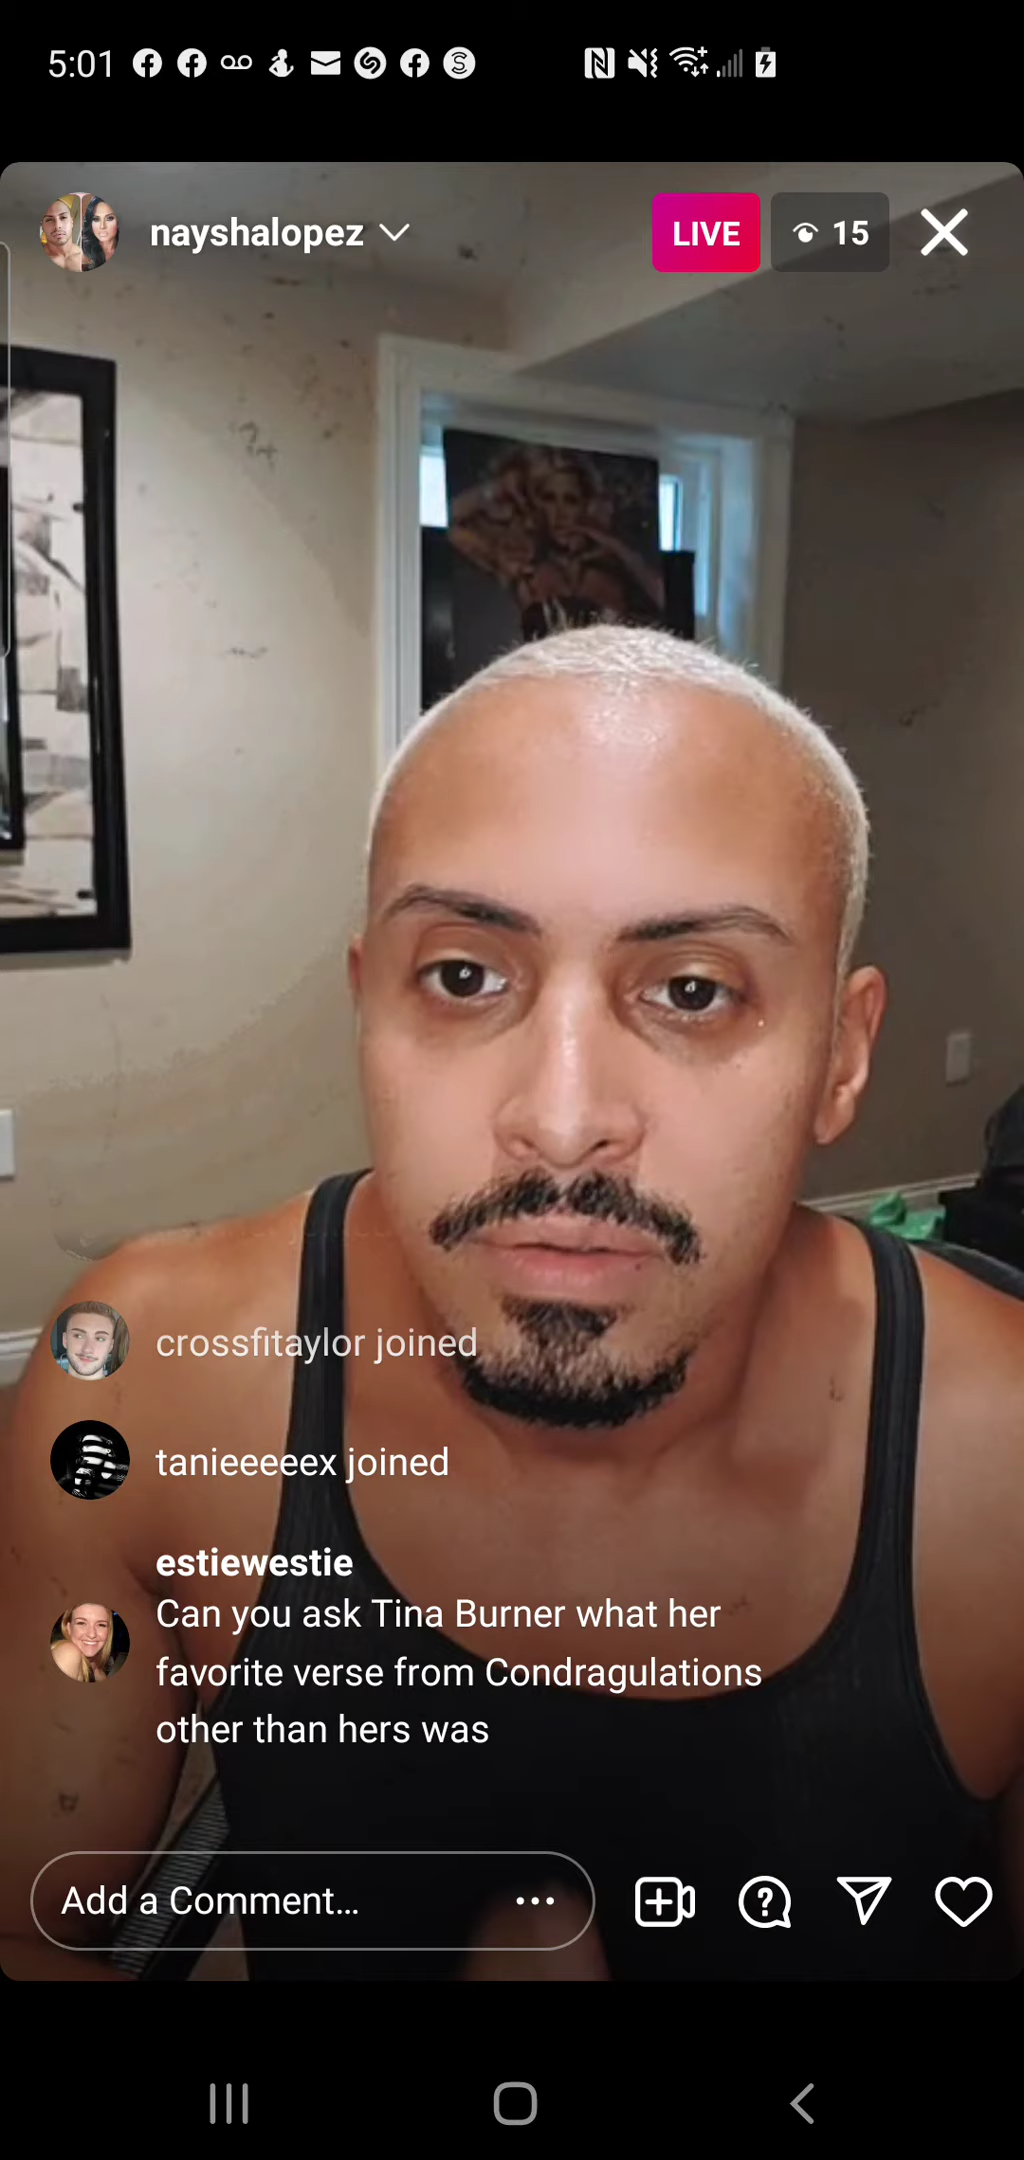 5:01
nayshalopez
LIVE
15
crossfitaylor joined
tanieeeeex joined
estiewestie
Can you ask Tina Burner what her
favorite verse from Condragulations
other than hers was
Add a Comment...